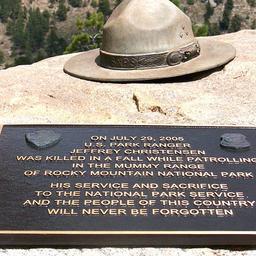 ON JULY 29, 2005
U.S. PARK RANGER
JEFFREY CHRISTENSEN
WAS KILLED IN A FALL WHILE PATROLLING
IN THE MUMMY RANGE
OF ROCKY MOUNTAIN NATIONAL PARK
HIS SERVICE AND SACRIFICE
TO THE NATIONAL PARK SERVICE
AND THE PEOPLE OF THIS COUNTRY
WILL NEVER BE FORGOTTEN